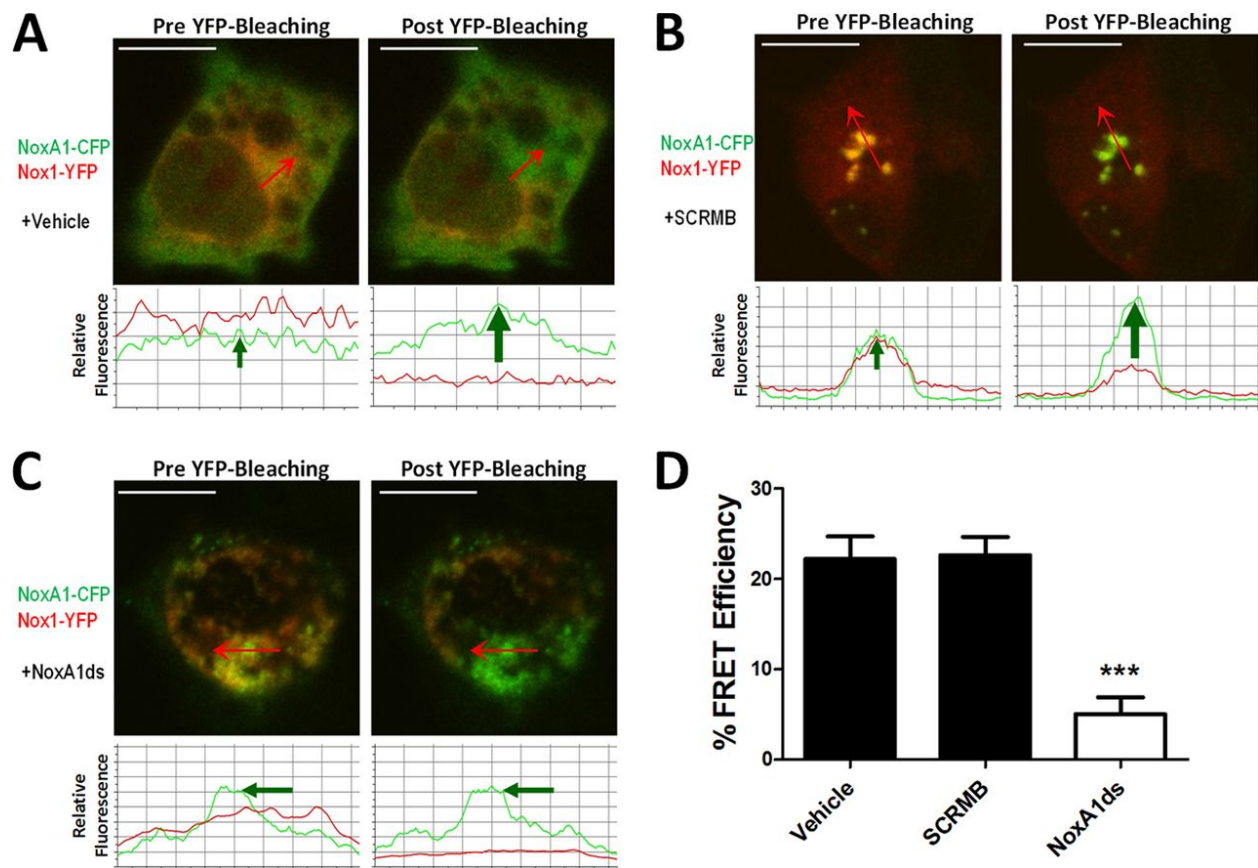 A
Pre YFP-Bleaching
Post YFP-Bleaching
NoxA1-CFP
Nox1-YFP
+Vehicle
Relative
Fluorescence
B
Pre YFP-Bleaching
Post YFP-Bleaching
NoxA1-CFP
Nox1-YFP
+SCRMB
Relative
Fluorescence
C
Pre YFP-Bleaching
Post YFP-Bleaching
NoxA1-CFP
Nox1-YFP
+NoxA1ds
Relative
Fluorescence
D
% FRET Efficiency
30
20
10
0
***
Vehicle
SCRMB
NoxA1ds